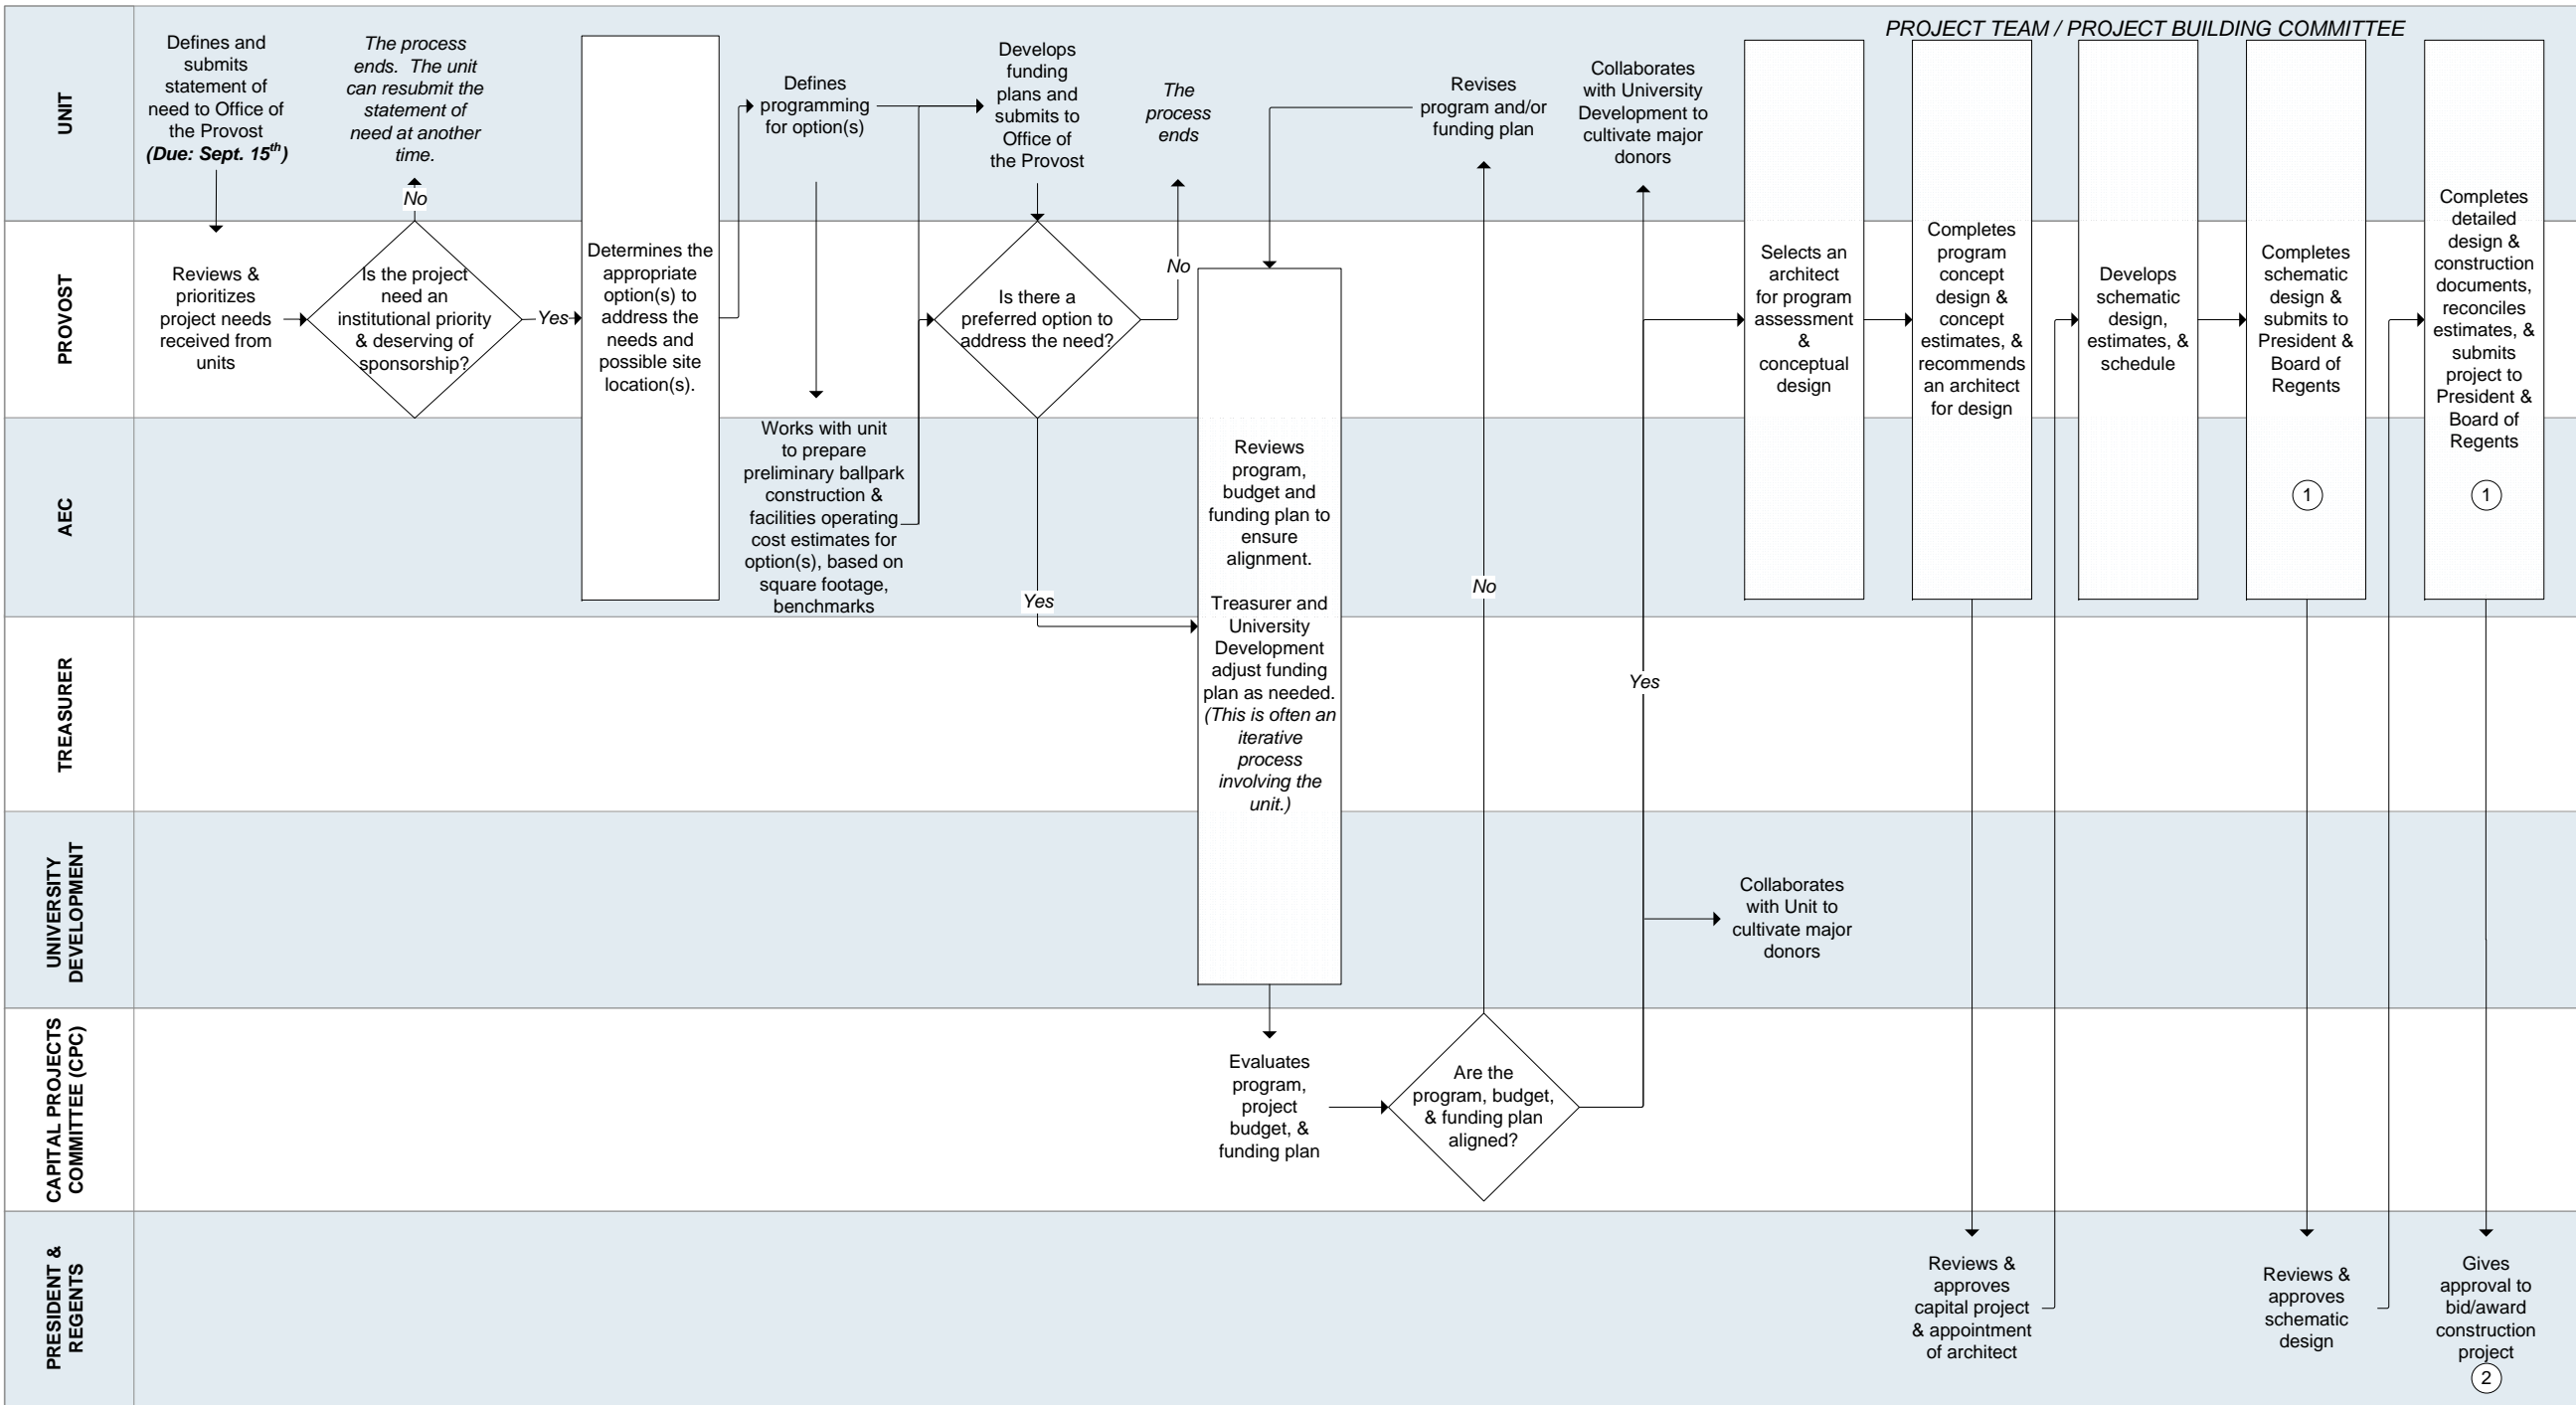 PROJECT TEAM / PROJECT BUILDING COMMITTEE
UNIT
Defines and
submits
statement of
need to Office of
the Provost
(Due: Sept. 15th)
The process
ends. The unit
can resubmit the
statement of
need at another
time.
No
Defines
programming
for option(s)
Develops
funding
plans and
submits to
Office of
the Provost
The
process
ends
Revises
program and/or
funding plan
Collaborates
with University
Development to
cultivate major
donors
PROVOST
Reviews &
prioritizes
project needs
received from
units
Is the project
need an
institutional priority
& deserving of
sponsorship?
Yes
Determines the
appropriate
option(s) to
address the
needs and
possible site
location(s).
Is there a
preferred option to
address the need?
No
Selects an
architect
for program
assessment
&
conceptual
design
Completes
program
concept
design &
concept
estimates, &
recommends
an architect
for design
Develops
schematic
design,
estimates, &
schedule
Completes
schematic
design &
submits to
President &
Board of
Regents
1
Completes
detailed
design &
construction
documents,
reconciles
estimates, &
submits
project to
President &
Board of
Regents
1
AEC
Works with unit
to prepare
preliminary ballpark
construction &
facilities operating
cost estimates for
option(s), based on
square footage,
benchmarks
Yes
Reviews
program,
budget and
funding plan to
ensure
alignment.
Treasurer and
University
Development
adjust funding
plan as needed.
(This is often an
iterative
process
involving the
unit.)
No
TREASURER
Yes
UNIVERSITY
DEVELOPMENT
Collaborates
with Unit to
cultivate major
donors
CAPITAL PROJECTS
COMMITTEE (CPC)
Evaluates
program,
project
budget, &
funding plan
Are the
program, budget,
& funding plan
aligned?
PRESIDENT &
REGENTS
Reviews &
approves
capital project
& appointment
of architect
Reviews &
approves
schematic
design
Gives
approval to
bid/award
construction
project
2